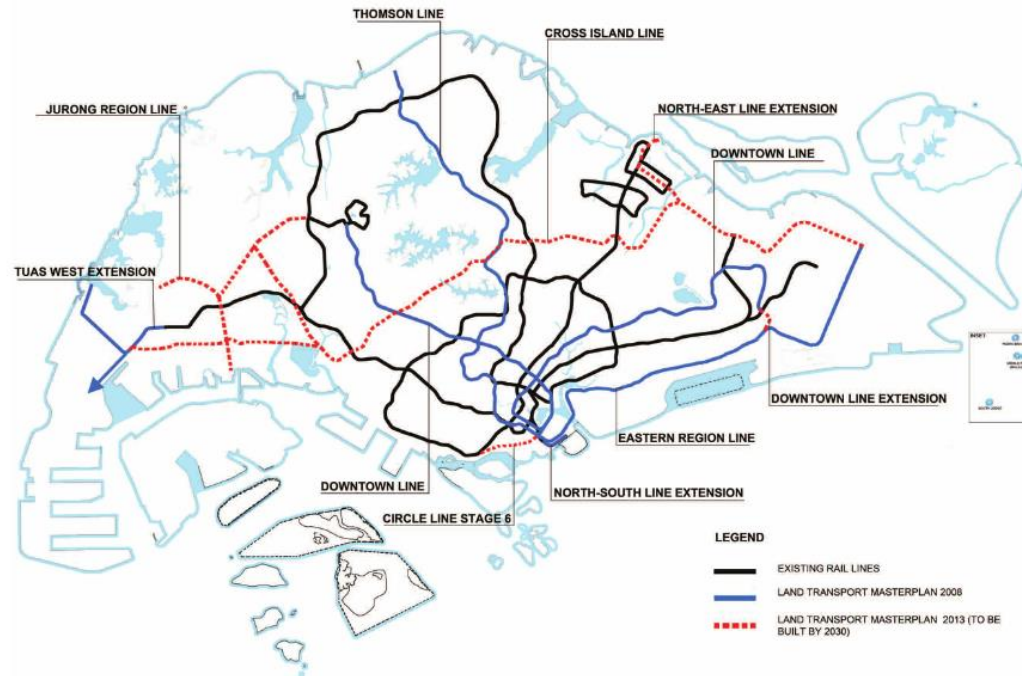 THOMSON LINE
CROSS ISLAND LINE
JURONG REGION LINE
NORTH-EAST LINE EXTENSION
DOWNTOWN LINE
TUAS WEST EXTENSION
INSET
DOWNTOWN LINE EXTENSION
EASTERN REGION LINE
DOWNTOWN LINE
NORTH-SOUTH LINE EXTENSION
CIRCLE LINE STAGE 6
LEGEND
EXISTING RAIL LINES
LAND TRANSPORT MASTERPLAN 2008
LAND TRANSPORT MASTERPLAN 2013 (TO BE
BUILT BY 2030)